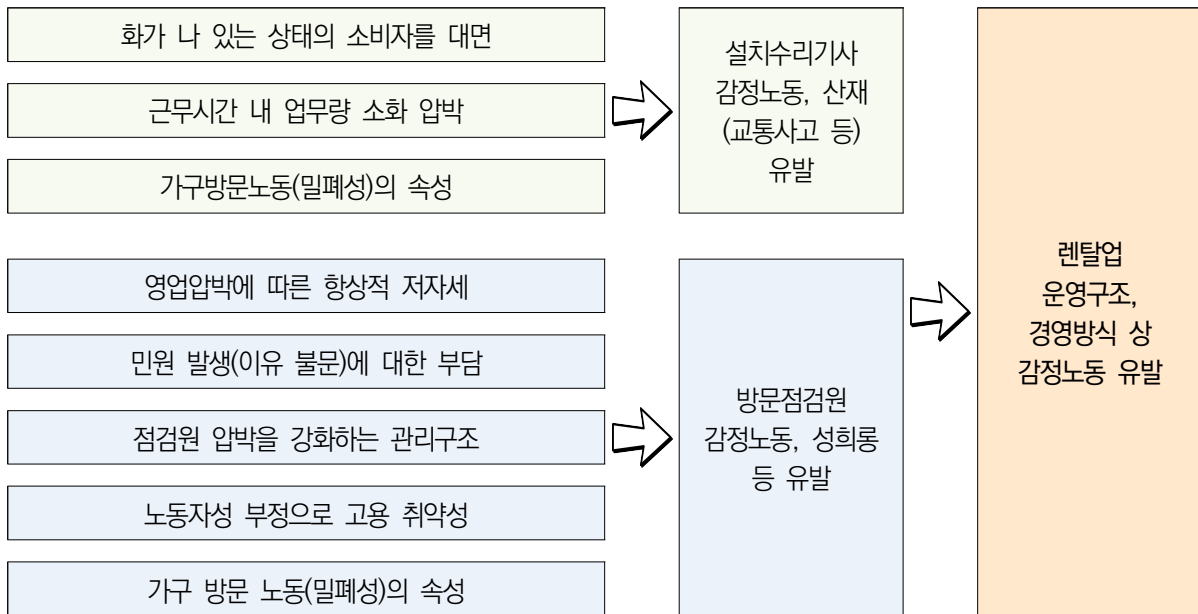 화가 나 있는 상태의 소비자를 대면
근무시간 내 업무량 소화 압박
가구방문노동(밀폐성)의 속성
설치수리기사
감정노동, 산재
(교통사고 등)
유발
영업압박에 따른 항상적 저자세
민원 발생(이유 불문)에 대한 부담
점검원 압박을 강화하는 관리구조
노동자성 부정으로 고용 취약성
가구 방문 노동(밀폐성)의 속성
방문점검원
감정노동, 성희롱
등 유발
렌탈업
운영구조,
경영방식 상
감정노동 유발